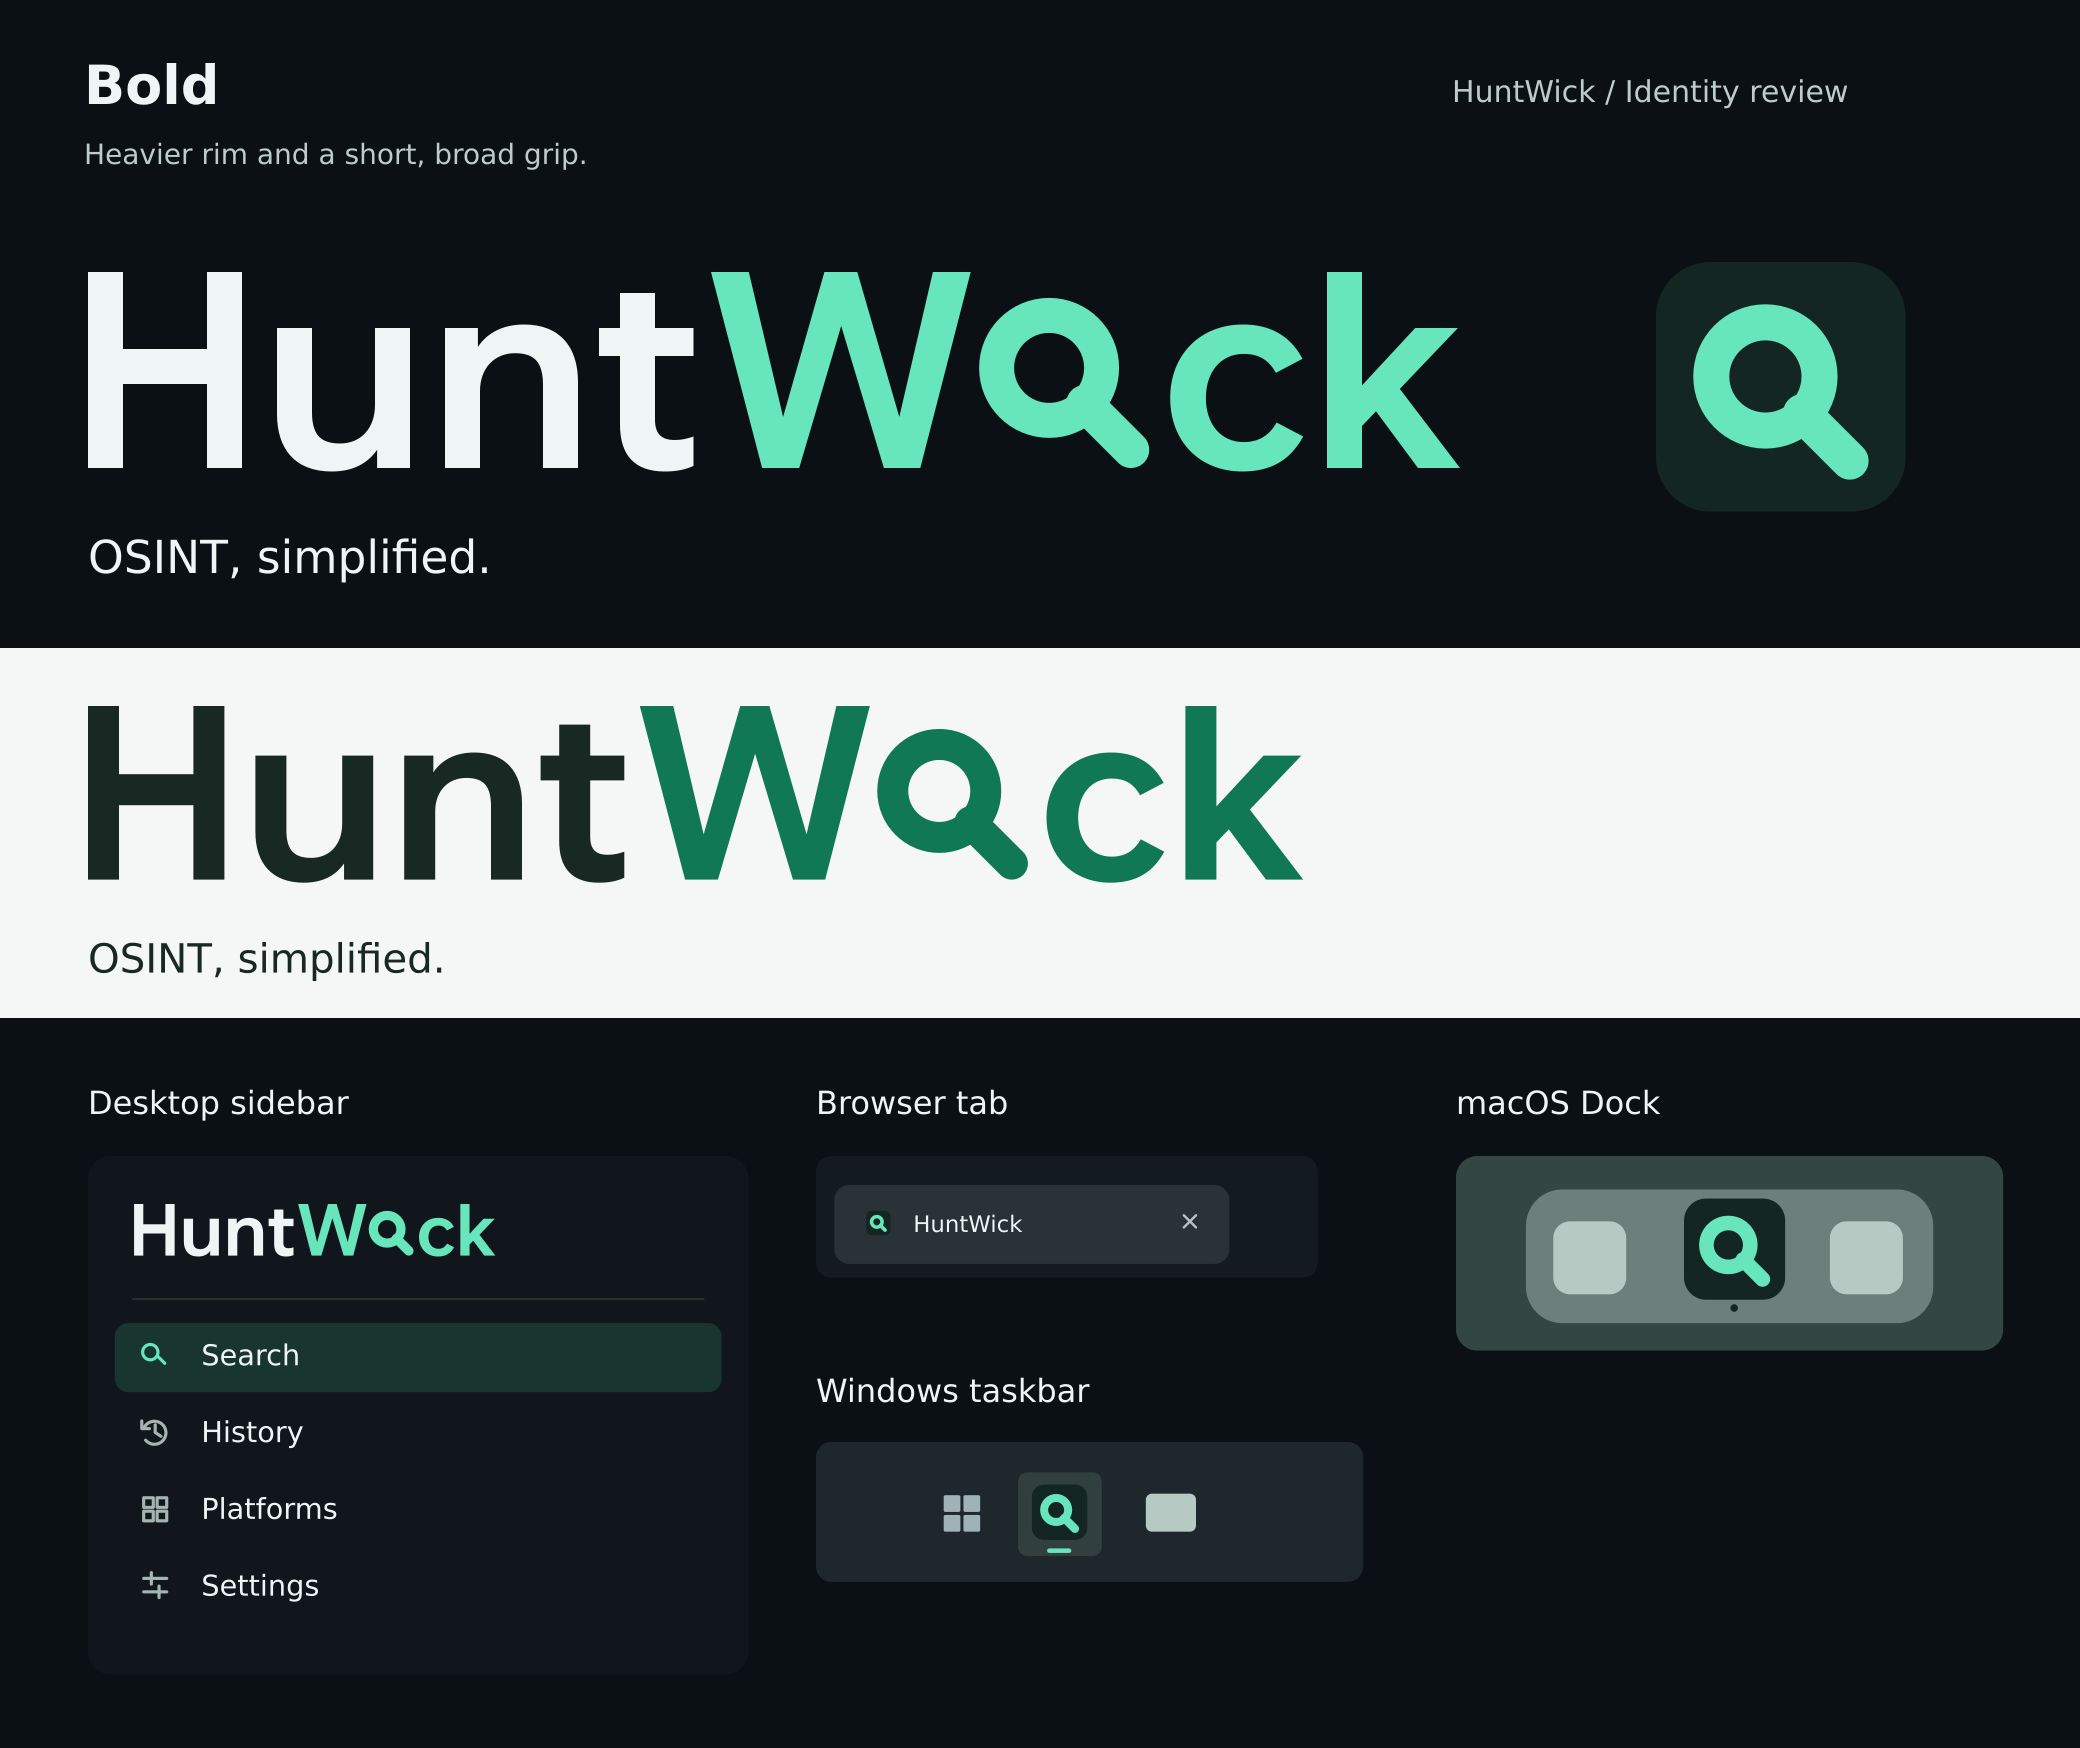 Bold
HuntWick / Identity review
Heavier rim and a short, broad grip.
HuntWick
OSINT, simplified.
HuntWick
OSINT, simplified.
Desktop sidebar
Browser tab
macOS Dock
HuntWick
HuntWick
Search
History
Platforms
Settings
Windows taskbar